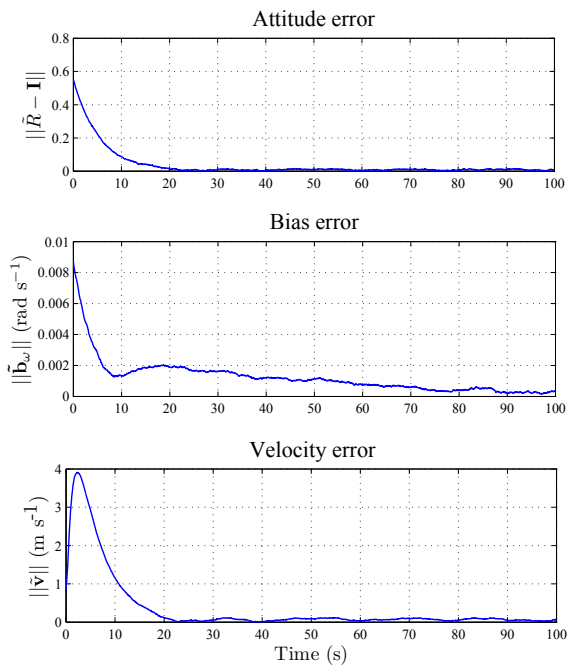 Attitude error
0.8
0.6
0.4
0.2
0
||R̃ − I||
0 10 20 30 40 50 60 70 80 90 100
Bias error
0.01
0.008
0.006
0.004
0.002
0
||b̃ω|| (rad s⁻¹)
0 10 20 30 40 50 60 70 80 90 100
Velocity error
4
3
2
1
0
||ṽ|| (m s⁻¹)
0 10 20 30 40 50 60 70 80 90 100
Time (s)